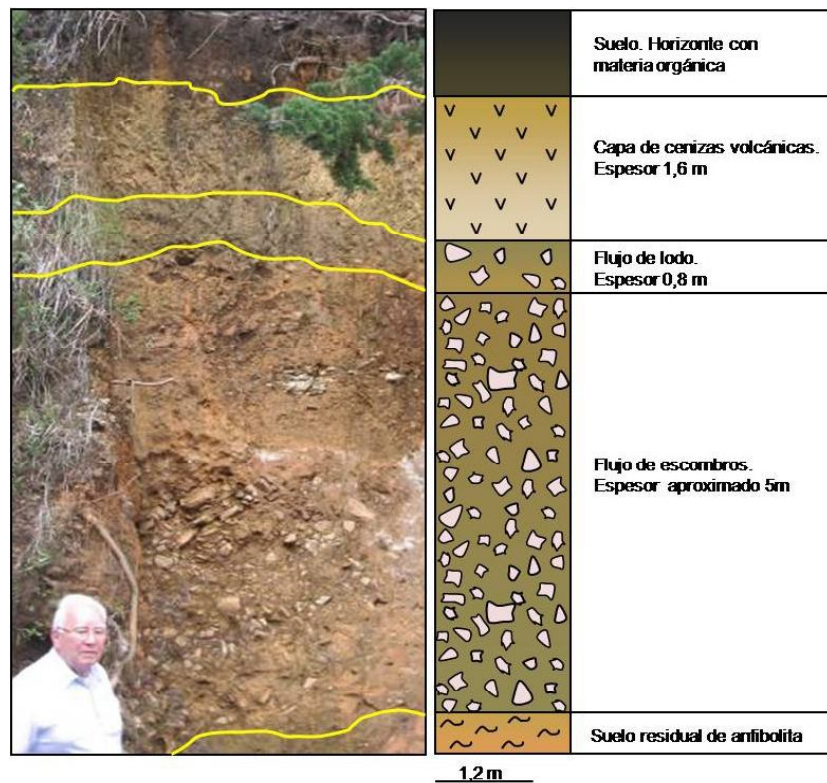 Suelo. Horizonte con
materia orgánica
Capa de cenizas volcánicas.
Espesor 1,6 m
Flujo de lodo.
Espesor 0,8 m
Flujo de escombros.
Espesor aproximado 5m
Suelo residual de anfibolita
1,2 m